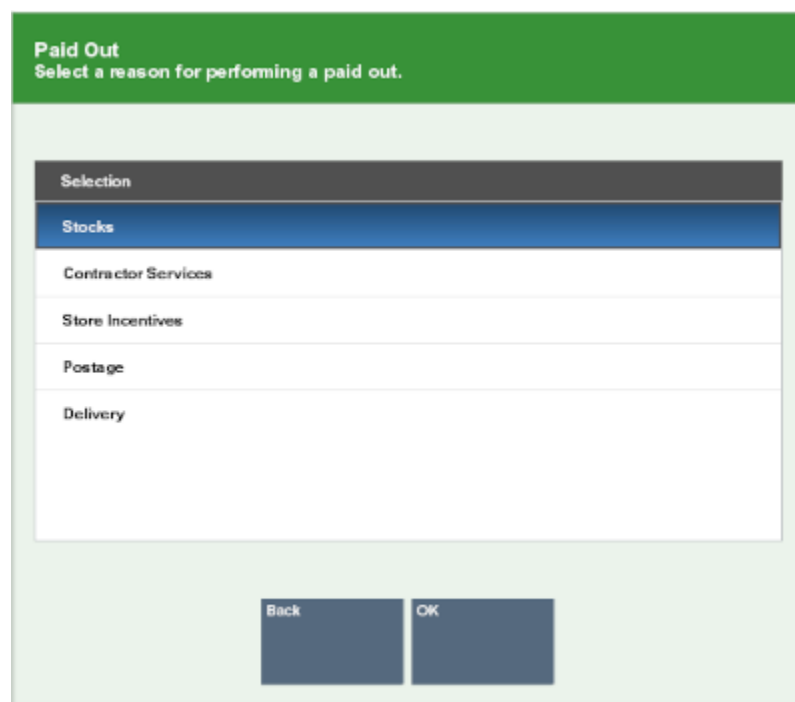 Paid Out
Select a reason for performing a paid out.
Selection
Stocks
Contractor Services
Store Incentives
Postage
Delivery
Back
OK